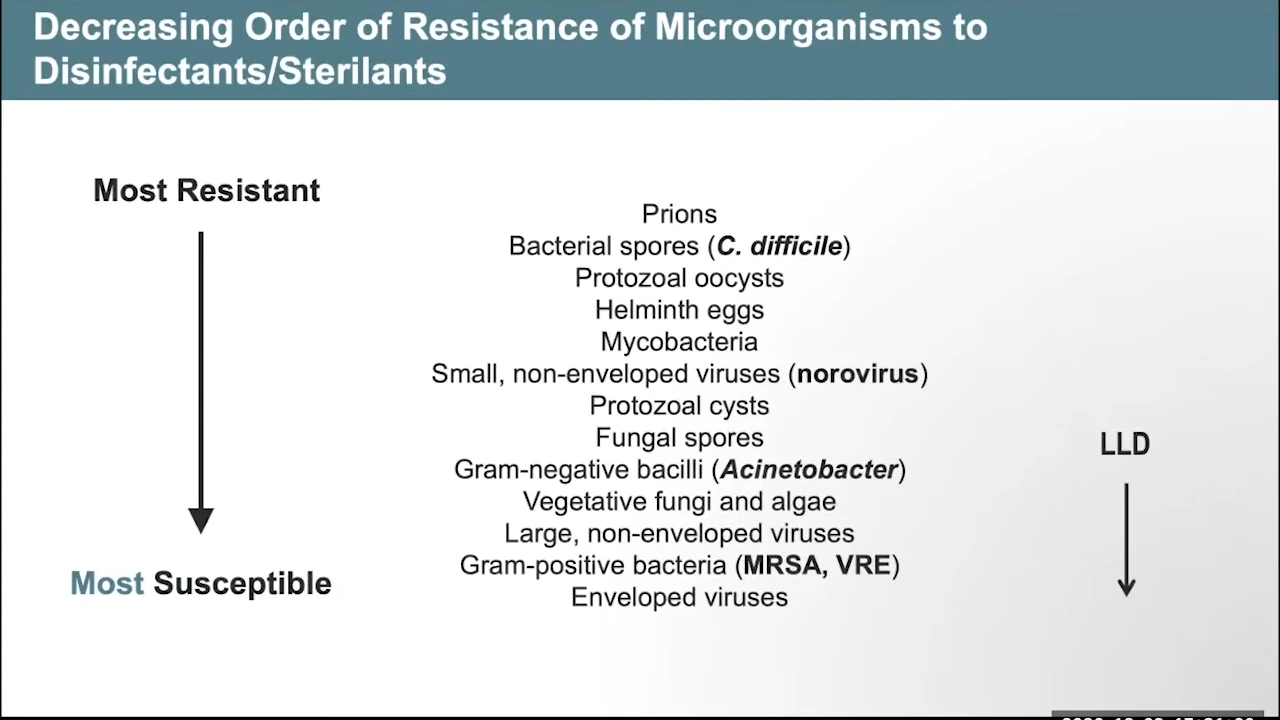 Decreasing Order of Resistance of Microorganisms to
Disinfectants/Sterilants
Most Resistant
Prions
Bacterial spores (C. difficile)
Protozoal oocysts
Helminth eggs
Mycobacteria
Small, non-enveloped viruses (norovirus)
Protozoal cysts
Fungal spores
LLD
Gram-negative bacilli (Acinetobacter)
Vegetative fungi and algae
Large, non-enveloped viruses
Gram-positive bacteria (MRSA, VRE)
Most Susceptible
Enveloped viruses